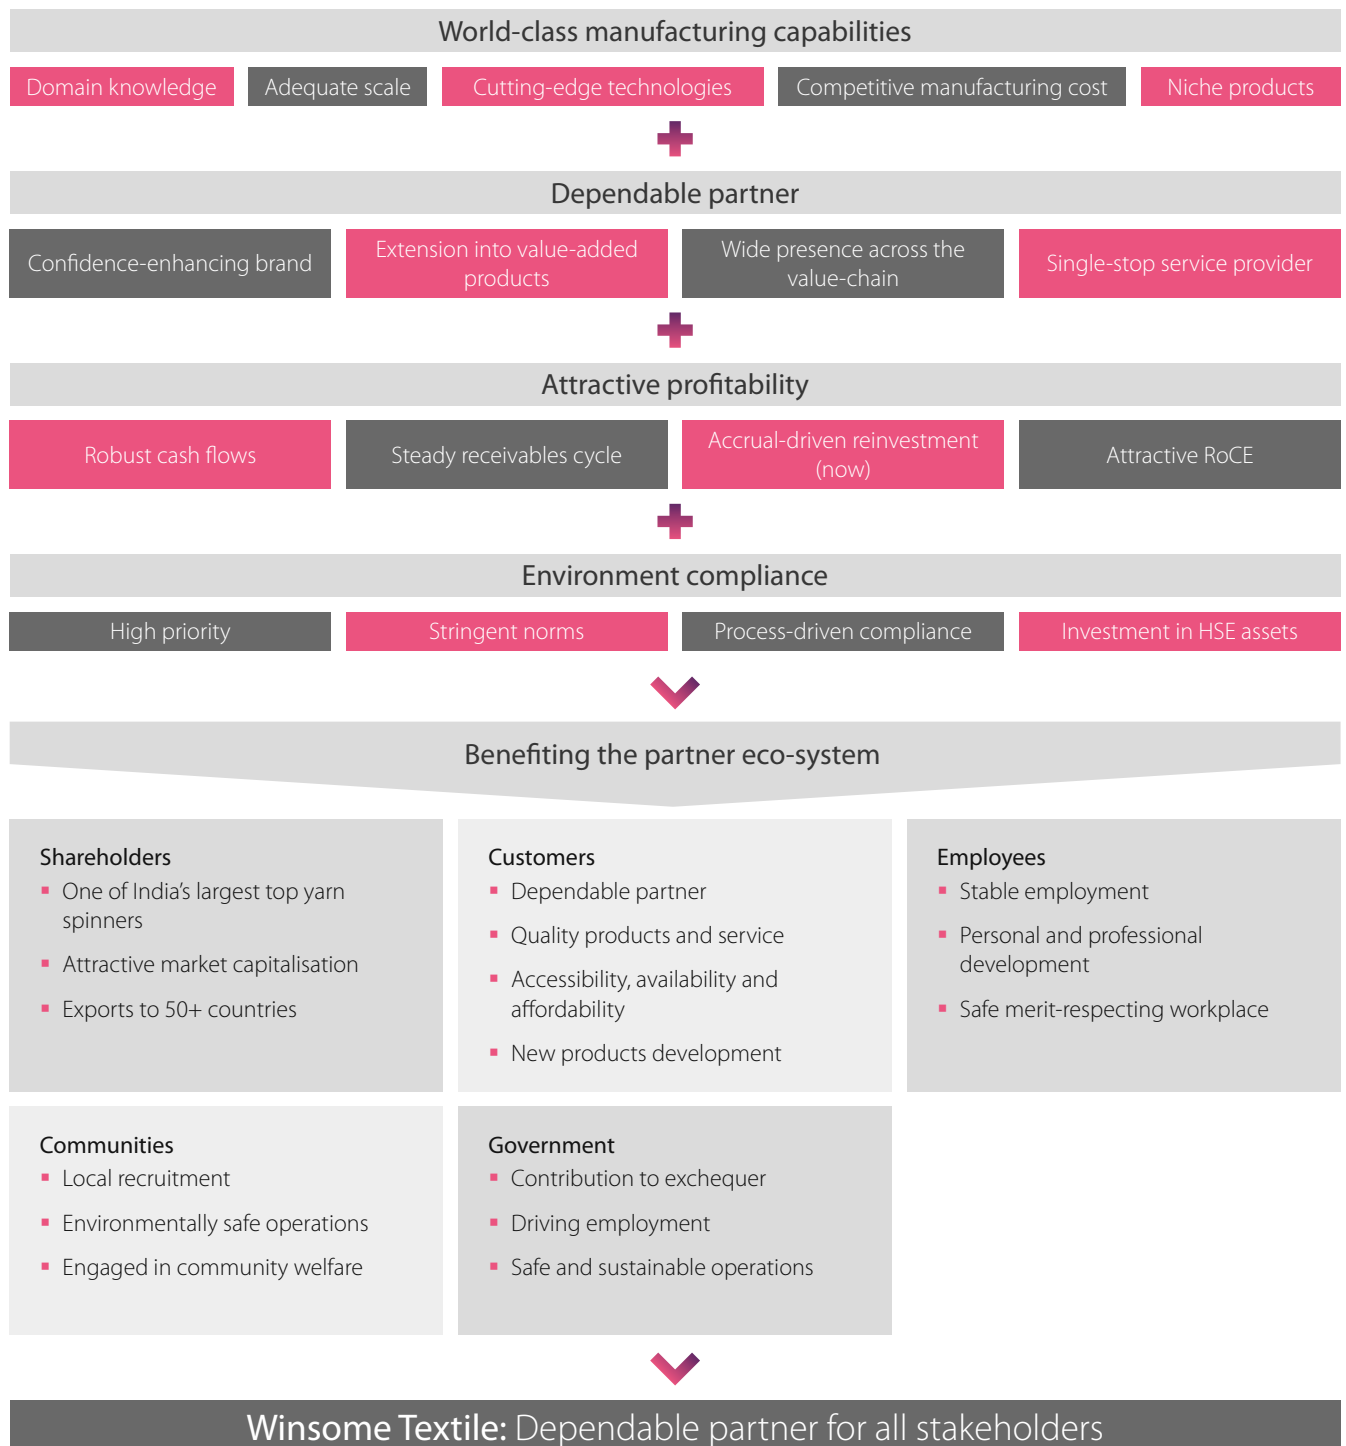 World-class manufacturing capabilities
Domain knowledge
Adequate scale
Cutting-edge technologies
Competitive manufacturing cost
Niche products
Dependable partner
Confidence-enhancing brand
Extension into value-added
products
Wide presence across the
value-chain
Single-stop service provider
Attractive profitability
Robust cash flows
Steady receivables cycle
Accrual-driven reinvestment
(now)
Attractive RoCE
Environment compliance
High priority
Stringent norms
Process-driven compliance
Investment in HSE assets
Benefiting the partner eco-system
Shareholders
▪ One of India's largest top yarn
spinners
▪ Attractive market capitalisation
▪ Exports to 50+ countries
Customers
▪ Dependable partner
▪ Quality products and service
▪ Accessibility, availability and
affordability
▪ New products development
Employees
▪ Stable employment
▪ Personal and professional
development
▪ Safe merit-respecting workplace
Communities
▪ Local recruitment
▪ Environmentally safe operations
▪ Engaged in community welfare
Government
▪ Contribution to exchequer
▪ Driving employment
▪ Safe and sustainable operations
Winsome Textile: Dependable partner for all stakeholders